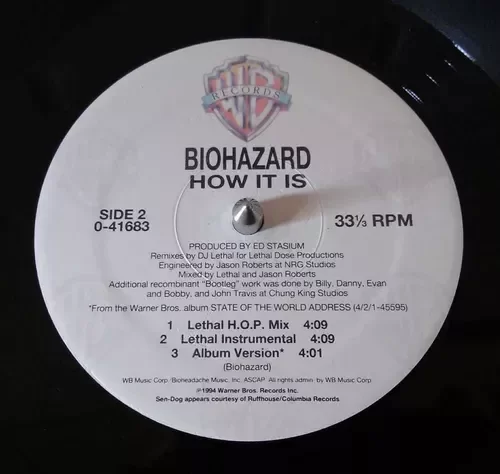 WB
RECORDS
BIOHAZARD
HOW IT IS
SIDE 2
0-41683
33⅓ RPM
PRODUCED BY ED STASIUM
Remixes by DJ Lethal for Lethal Dose Productions
Engineered by Jason Roberts at NRG Studios
Mixed by Lethal and Jason Roberts
Additional recombinant "Bootleg" work was done by Billy, Danny, Evan
and Bobby, and John Travis at Chung King Studios
*From the Warner Bros. album STATE OF THE WORLD ADDRESS (4/2/1-45595)
1 Lethal H.O.P. Mix 4:09
2 Lethal Instrumental 4:09
3 Album Version* 4:01
(Biohazard)
WB Music Corp./Bioheadache Music, Inc. ASCAP. All rights admin. by WB Music Corp.
℗1994 Warner Bros. Records Inc.
Sen-Dog appears courtesy of Ruffhouse/Columbia Records